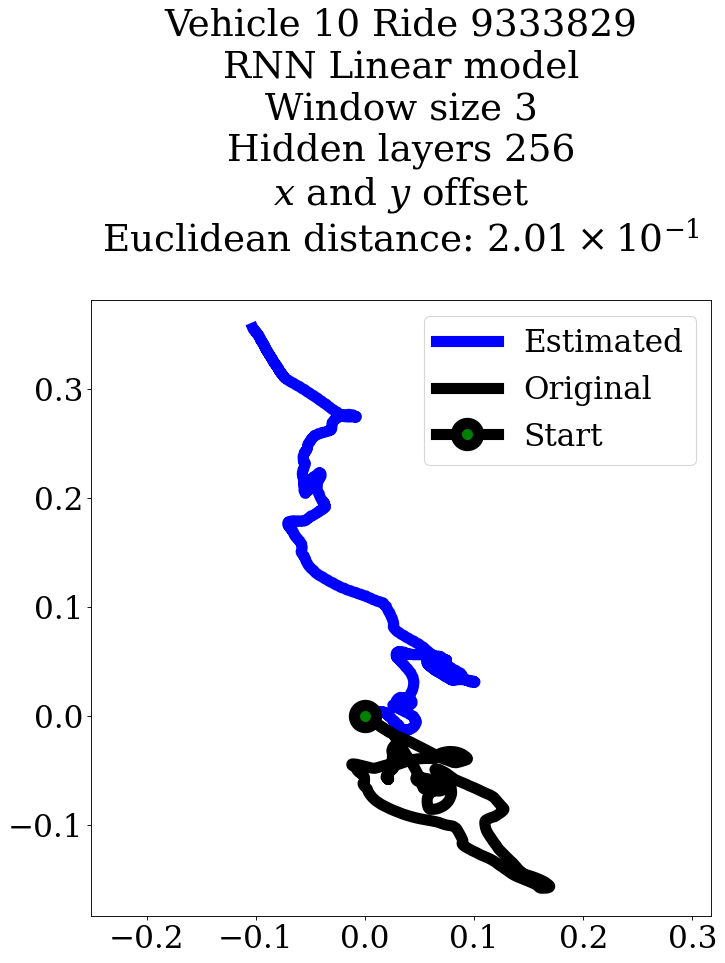 Vehicle 10 Ride 9333829
RNN Linear model
Window size 3
Hidden layers 256
x and y offset
Euclidean distance: 2.01 × 10⁻¹
Estimated
Original
Start
0.3
0.2
0.1
0.0
−0.1
−0.2 −0.1 0.0 0.1 0.2 0.3